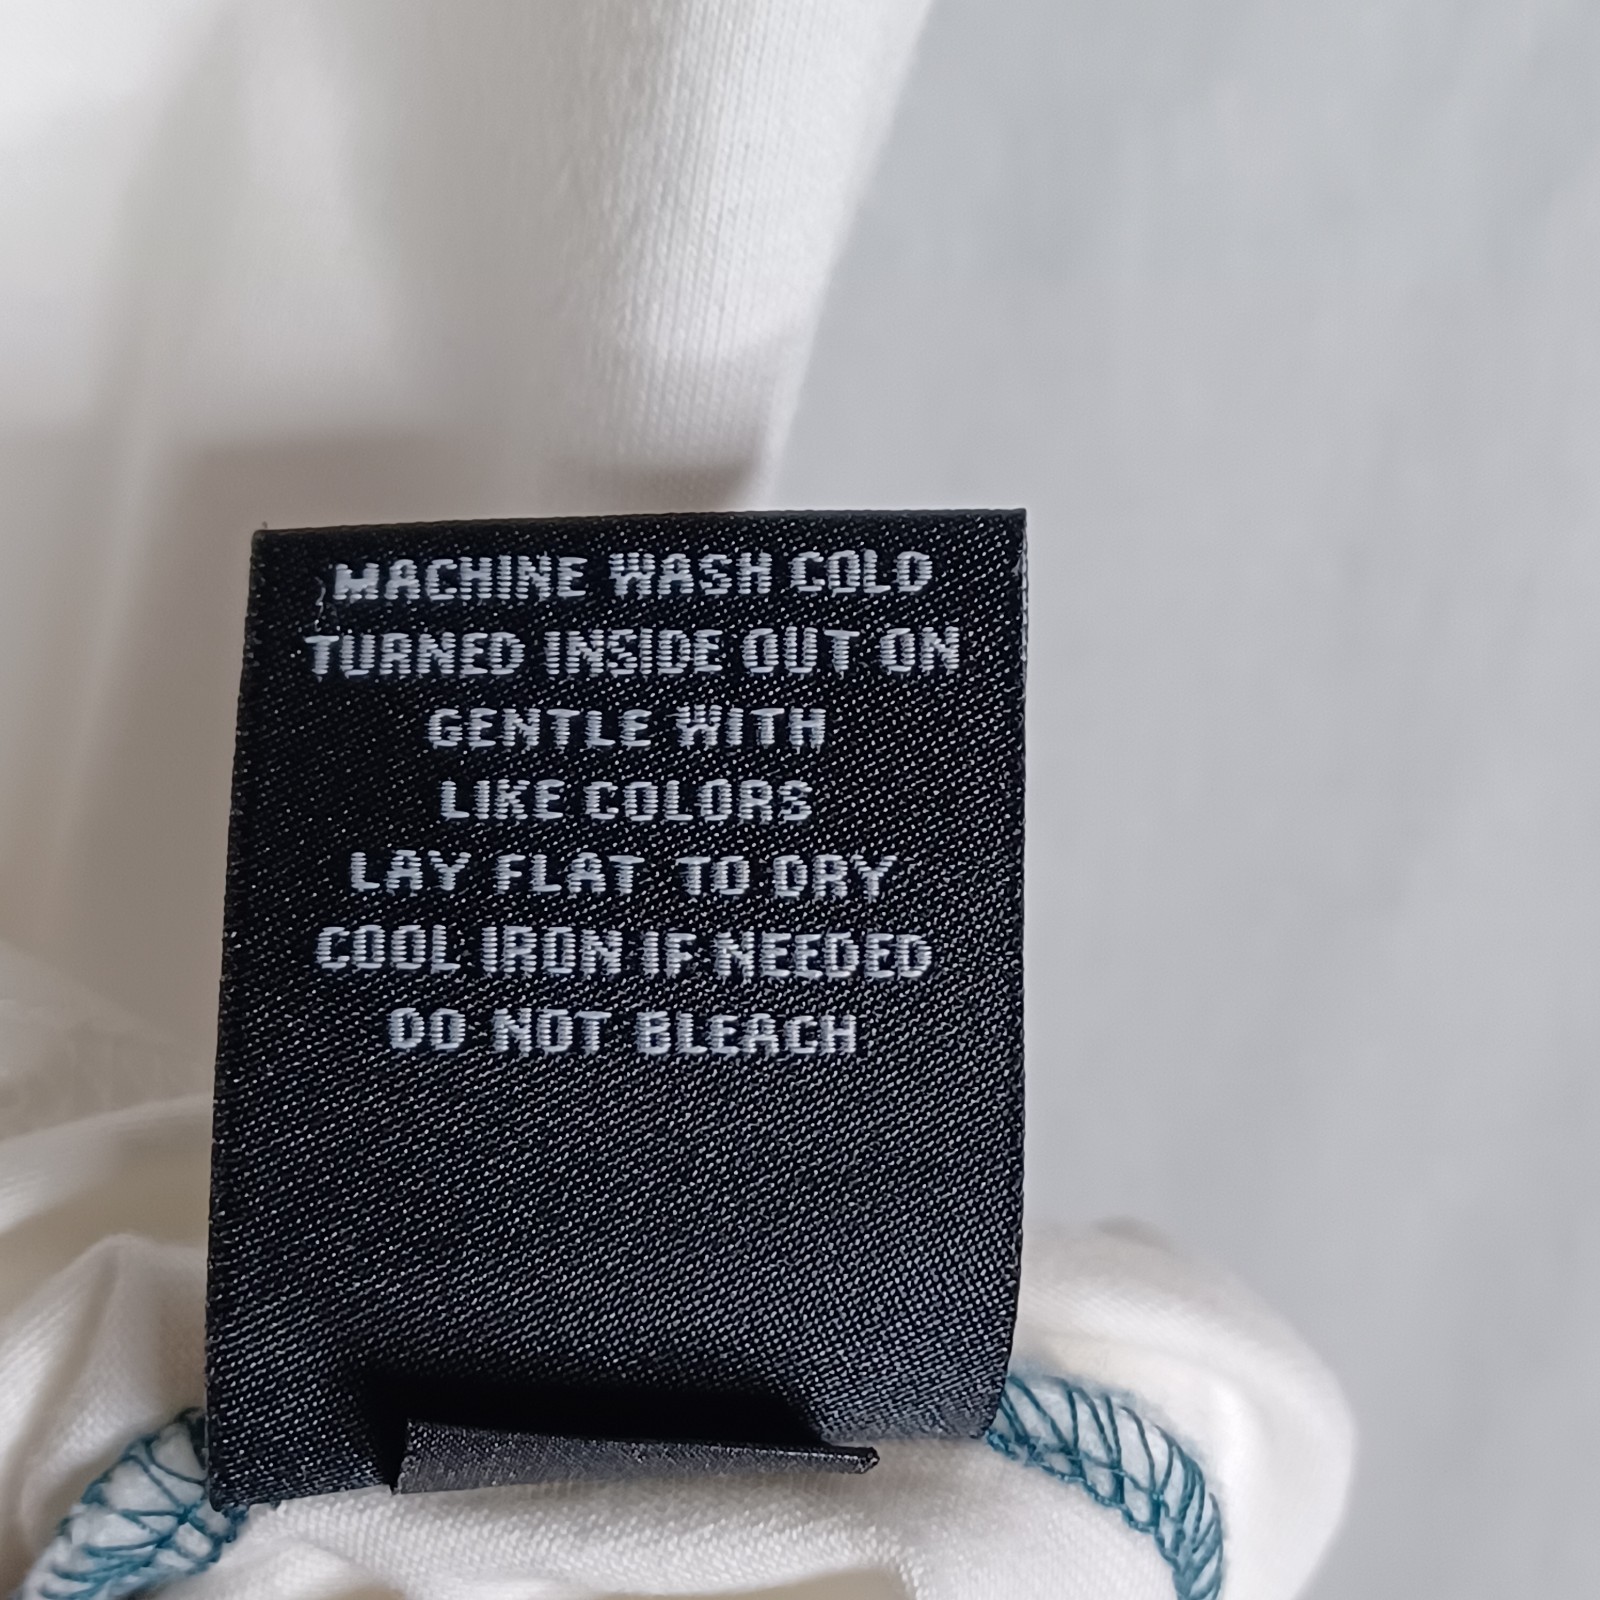 MACHINE WASH COLD
TURNED INSIDE OUT ON
GENTLE WITH
LIKE COLORS
LAY FLAT TO DRY
COOL IRON IF NEEDED
DO NOT BLEACH